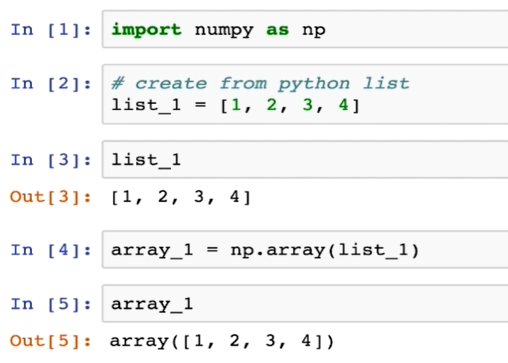 In [1]: import numpy as np
In [2]: # create from python list
list_1 = [1, 2, 3, 4]
In [3]: list_1
Out[3]: [1, 2, 3, 4]
In [4]: array_1 = np.array(list_1)
In [5]: array_1
Out[5]: array([1, 2, 3, 4])